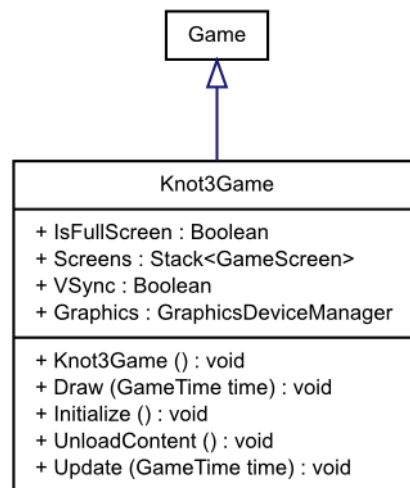 Game
Knot3Game
+ IsFullScreen : Boolean
+ Screens : Stack<GameScreen>
+ VSync : Boolean
+ Graphics : GraphicsDeviceManager
+ Knot3Game () : void
+ Draw (GameTime time) : void
+ Initialize () : void
+ UnloadContent () : void
+ Update (GameTime time) : void